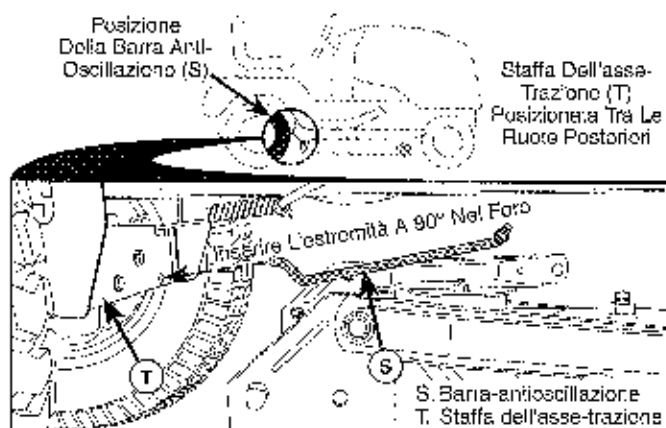 Posizione
Della Barra Anti-
Oscillazione (S)
Staffa Dell'asse-
Trazione (T)
Posizionata Tra Le
Ruote Posteriori
Inserire L'estromità A 90° Nel Foro
T
S
S. Barra-antioscillazione
T. Staffa dell'asse-trazione